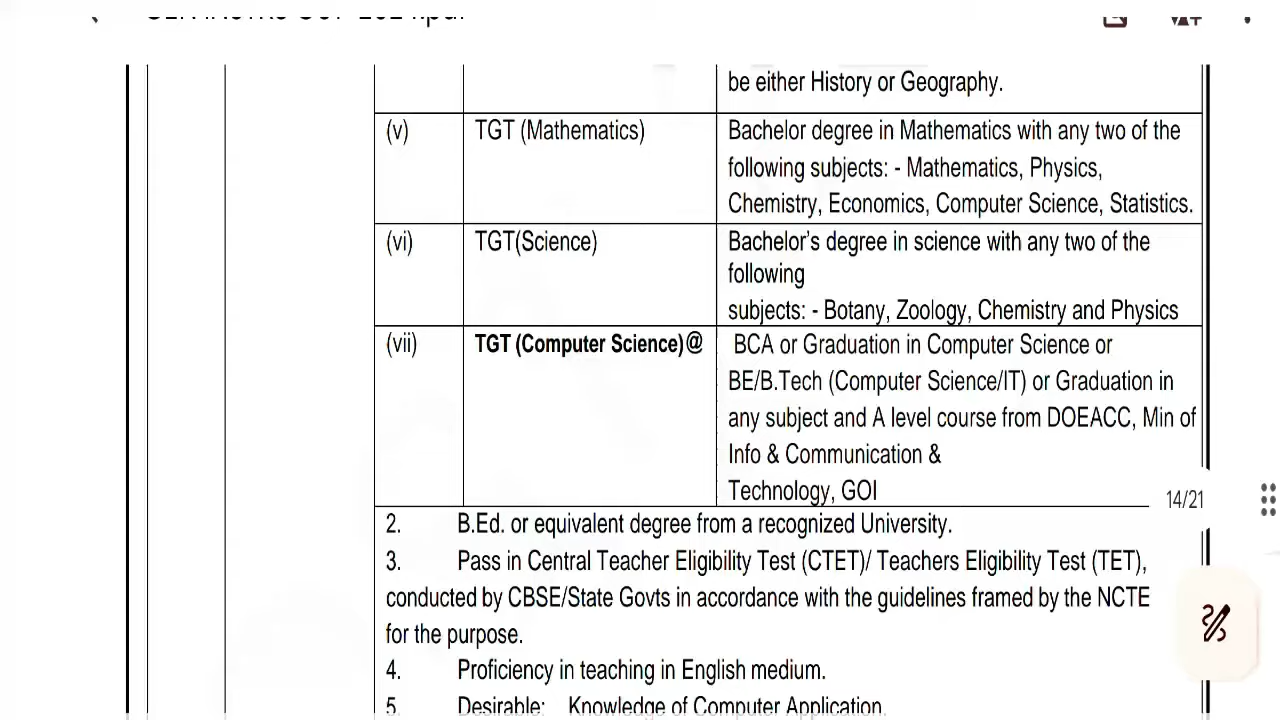 be either History or Geography.
(v) TGT (Mathematics) Bachelor degree in Mathematics with any two of the
following subjects: - Mathematics, Physics,
Chemistry, Economics, Computer Science, Statistics.
(vi) TGT(Science) Bachelor's degree in science with any two of the
following
subjects: - Botany, Zoology, Chemistry and Physics
(vii) TGT (Computer Science)@ BCA or Graduation in Computer Science or
BE/B.Tech (Computer Science/IT) or Graduation in
any subject and A level course from DOEACC, Min of
Info & Communication &
Technology, GOI
14/21
2. B.Ed. or equivalent degree from a recognized University.
3. Pass in Central Teacher Eligibility Test (CTET)/ Teachers Eligibility Test (TET),
conducted by CBSE/State Govts in accordance with the guidelines framed by the NCTE
for the purpose.
4. Proficiency in teaching in English medium.
5. Desirable: Knowledge of Computer Application.